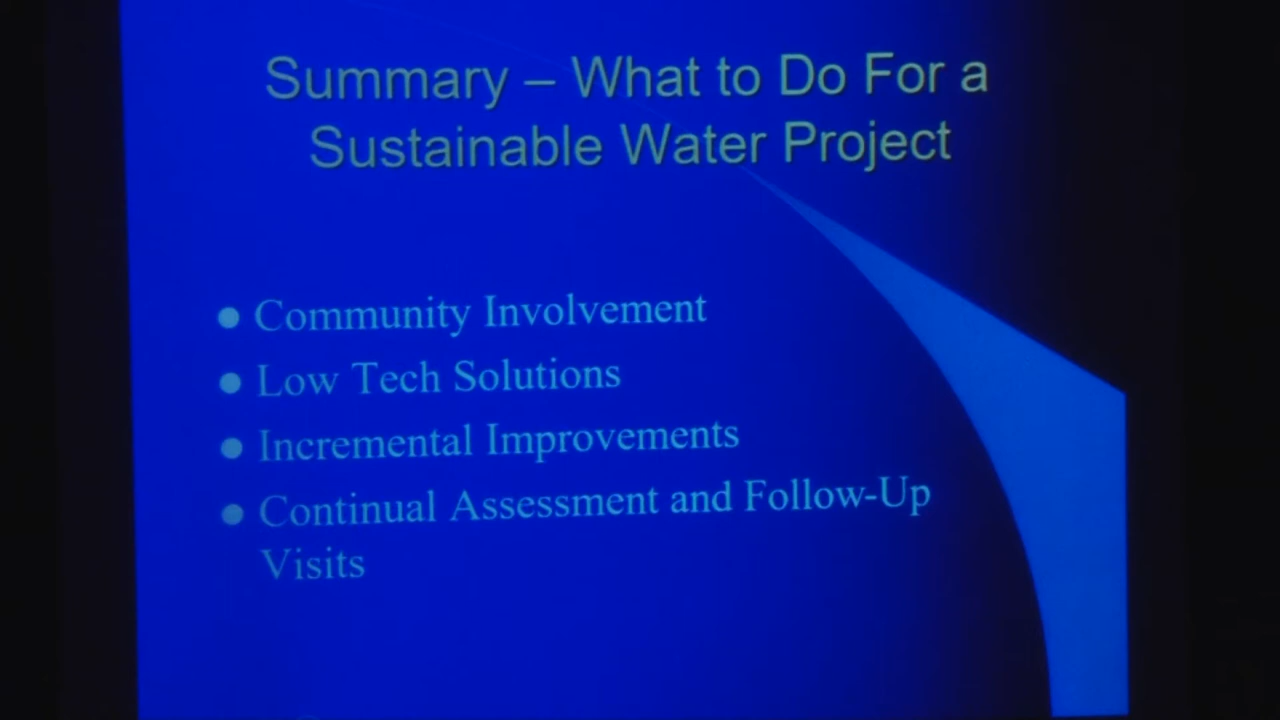 Summary – What to Do For a
Sustainable Water Project
● Community Involvement
● Low Tech Solutions
● Incremental Improvements
● Continual Assessment and Follow-Up
Visits